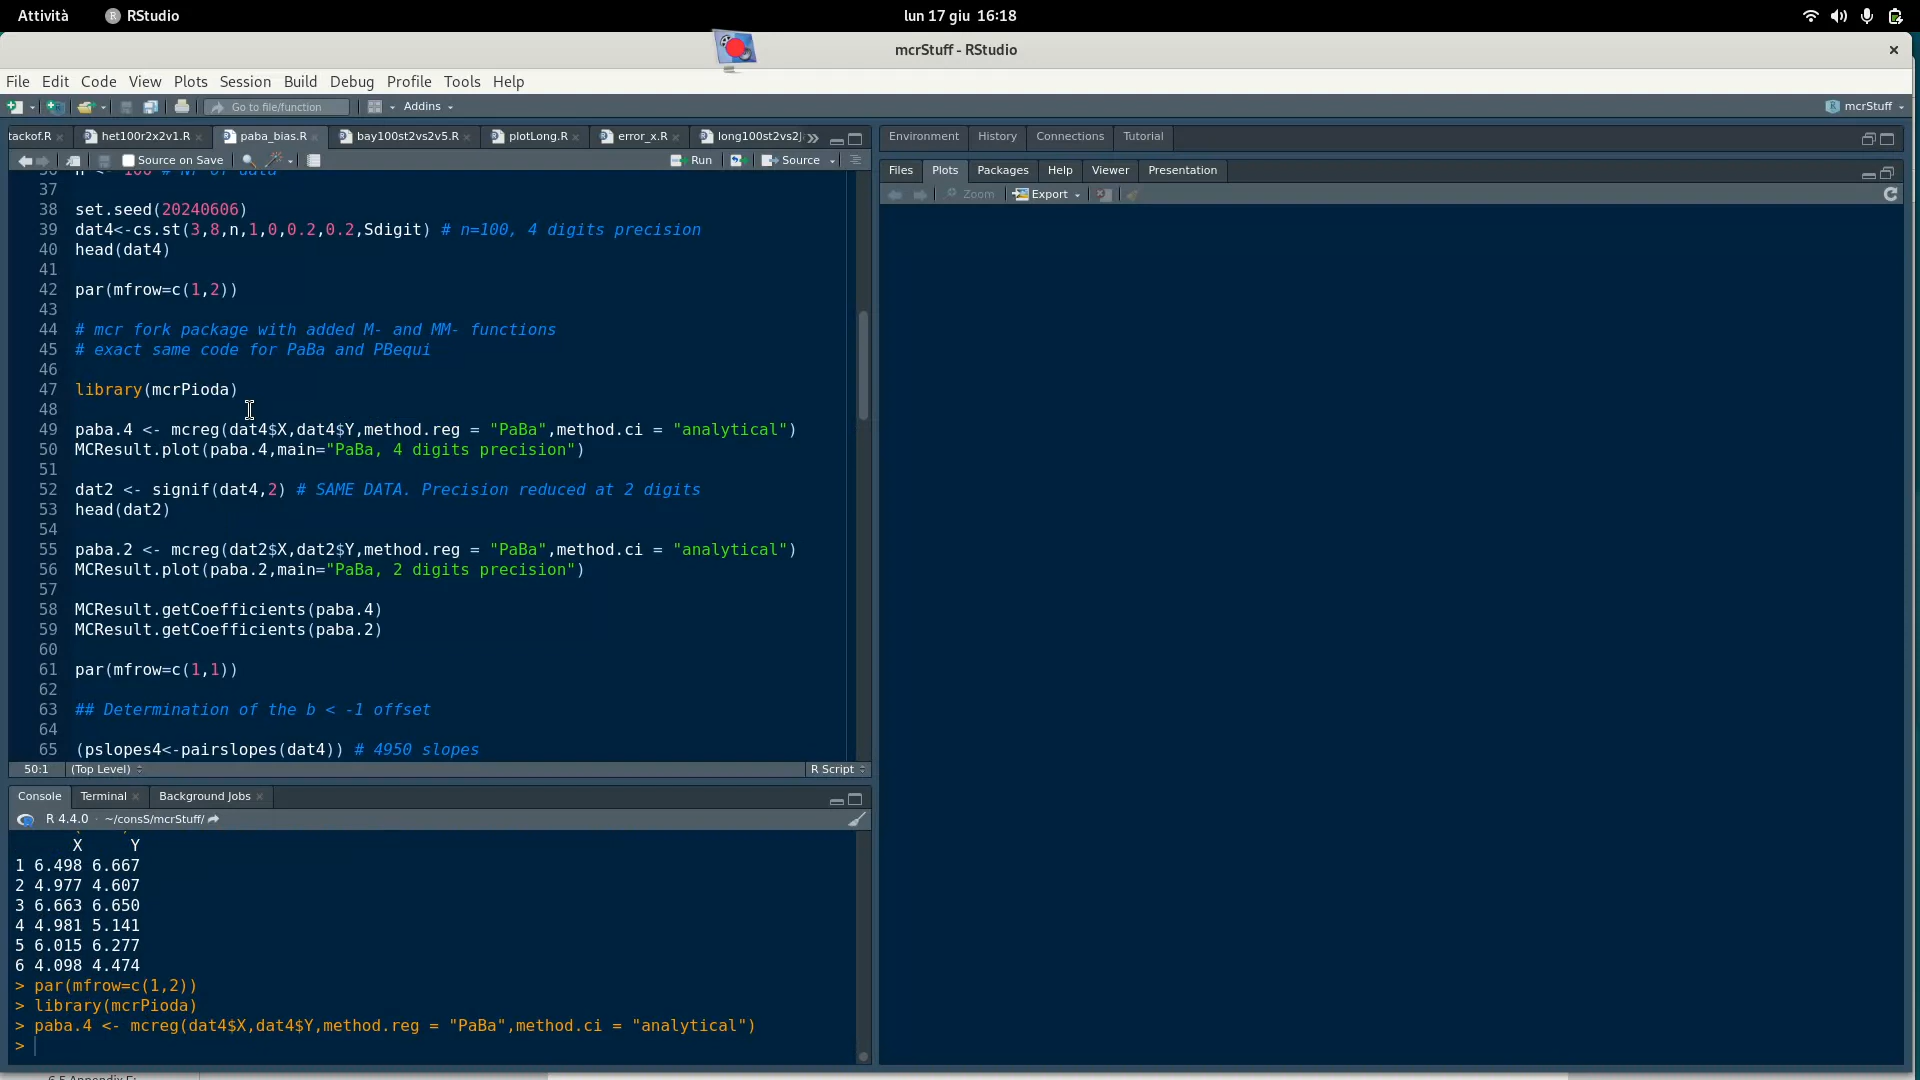 Attività RStudio lun 17 giu 16:18
mcrStuff - RStudio
File Edit Code View Plots Session Build Debug Profile Tools Help
Go to file/function Addins mcrStuff
tackof.R het100r2x2v1.R paba_bias.R bay100st2vs2v5.R plotLong.R error_x.R long100st2vs2
Source on Save Run Source
36 n <- 100 # Nr of data
37
38 set.seed(20240606)
39 dat4<-cs.st(3,8,n,1,0,0.2,0.2,Sdigit) # n=100, 4 digits precision
40 head(dat4)
41
42 par(mfrow=c(1,2))
43
44 # mcr fork package with added M- and MM- functions
45 # exact same code for PaBa and PBequi
46
47 library(mcrPioda)
48
49 paba.4 <- mcreg(dat4$X,dat4$Y,method.reg = "PaBa",method.ci = "analytical")
50 MCResult.plot(paba.4,main="PaBa, 4 digits precision")
51
52 dat2 <- signif(dat4,2) # SAME DATA. Precision reduced at 2 digits
53 head(dat2)
54
55 paba.2 <- mcreg(dat2$X,dat2$Y,method.reg = "PaBa",method.ci = "analytical")
56 MCResult.plot(paba.2,main="PaBa, 2 digits precision")
57
58 MCResult.getCoefficients(paba.4)
59 MCResult.getCoefficients(paba.2)
60
61 par(mfrow=c(1,1))
62
63 ## Determination of the b < -1 offset
64
65 (pslopes4<-pairslopes(dat4)) # 4950 slopes
50:1 (Top Level) R Script
Console Terminal Background Jobs
R 4.4.0 · ~/consS/mcrStuff/
X Y
1 6.498 6.667
2 4.977 4.607
3 6.663 6.650
4 4.981 5.141
5 6.015 6.277
6 4.098 4.474
> par(mfrow=c(1,2))
> library(mcrPioda)
> paba.4 <- mcreg(dat4$X,dat4$Y,method.reg = "PaBa",method.ci = "analytical")
>
Environment History Connections Tutorial
Files Plots Packages Help Viewer Presentation
Zoom Export